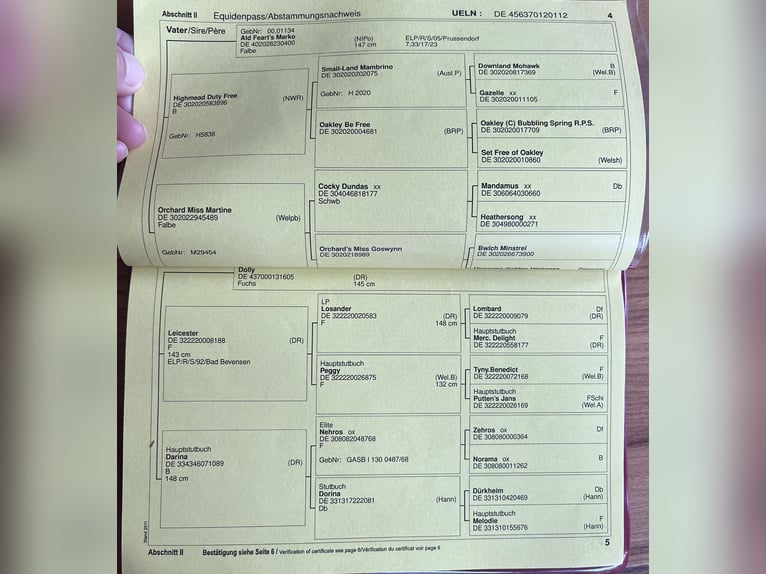 Abschnitt II Equidenpass/Abstammungsnachweis UELN : DE 456370120112 4
Vater/Sire/Père
GebNr: 00.01134
Ald Feart's Marko (NIPo) ELP/R/S/05/Prussendorf
DE 402028230400 147 cm 7,33/17/23
Falbe
Highmead Duty Free (NWR)
DE 302020583896
B
GebNr: H5838
Small-Land Mambrino
DE 302020202075 (Ausl.P)
GebNr: H 2020
Oakley Be Free
DE 302020004681 (BRP)
Downland Mohawk B
DE 302020817369 (Wel.B)
Gazelle xx F
DE 302020011105
Oakley (C) Bubbling Spring R.P.S.
DE 302020017709 (BRP)
Set Free of Oakley
DE 302020010860 (Welsh)
Orchard Miss Martine
DE 302022945489 (Welpb)
Falbe
GebNr: M29454
Cocky Dundas xx
DE 304046818177
Schwb
Orchard's Miss Goswynn
DE 3020218989
Mandamus xx Db
DE 306064030660
Heathersong xx
DE 304980000271
Bwlch Minstrel
DE 302026673900
Dolly
DE 437000131605 (DR)
Fuchs 145 cm
Leicester
DE 322220008168 (DR)
F
143 cm
ELP/R/S/92/Bad Bevensen
LP
Losander
DE 322220020583 (DR)
F 148 cm
Hauptstutbuch
Peggy
DE 322220026875 (Wel.B)
F 132 cm
Lombard Df
DE 322220009079 (DR)
Hauptstutbuch
Merc. Delight F
DE 322220558177 (DR)
Tyny.Benedict F
DE 322220072168 (Wel.B)
Hauptstutbuch
Putten's Jans FSchi
DE 322220026169 (Wel.A)
Hauptstutbuch
Darina
DE 334346071089 (DR)
B
148 cm
Elite
Nehros ox
DE 308082048768
F
GebNr: GASB I 130 0487/68
Stutbuch
Dorina
DE 331317222081 (Hann)
Db
Zehros ox Df
DE 308080000364
Norama ox B
DE 308080011262
Dürkheim Db
DE 331310420469 (Hann)
Hauptstutbuch
Melodie F
DE 331310155676 (Hann)
Stand 2011
5
Abschnitt II Bestätigung siehe Seite 6 / Verification of certificate see page 6/Vérification du certificat voir page 6